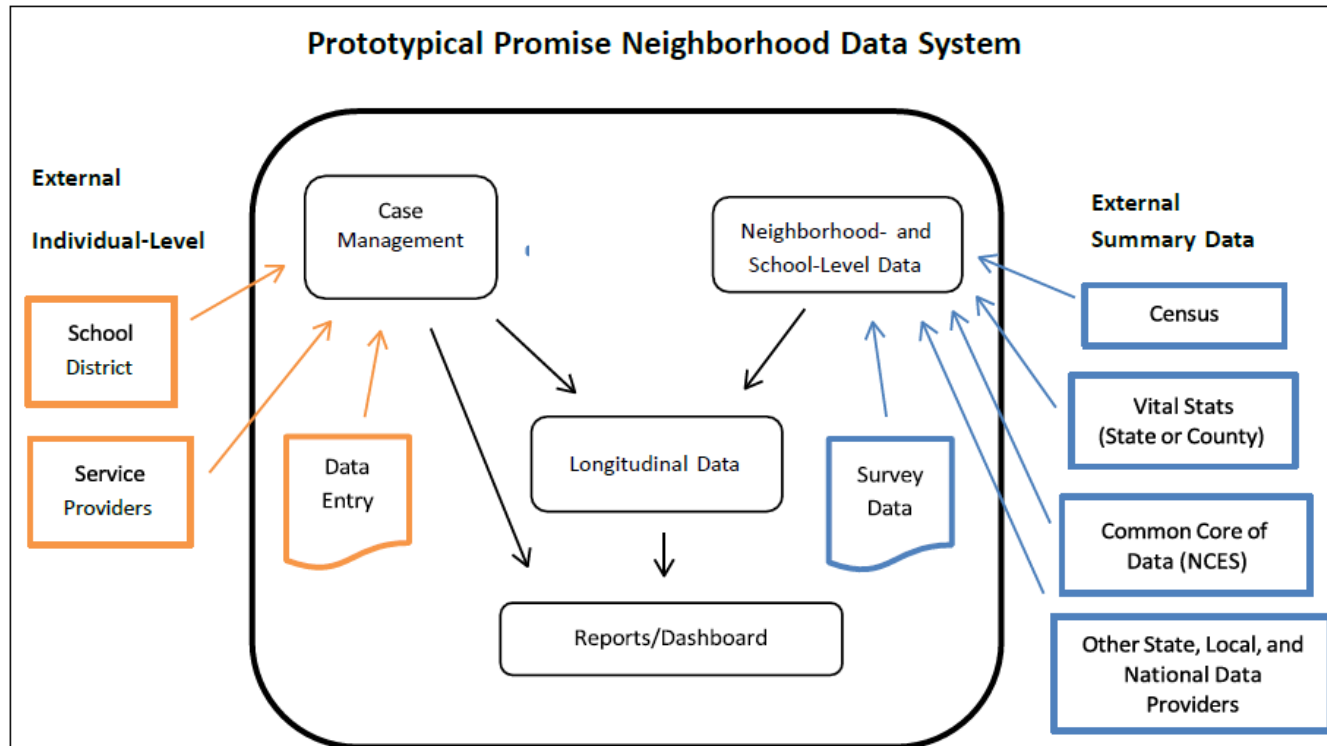 Prototypical Promise Neighborhood Data System
External
Individual-Level
School
District
Service
Providers
Case
Management
Data
Entry
Neighborhood- and
School-Level Data
Longitudinal Data
Survey
Data
Reports/Dashboard
External
Summary Data
Census
Vital Stats
(State or County)
Common Core of
Data (NCES)
Other State, Local, and
National Data
Providers